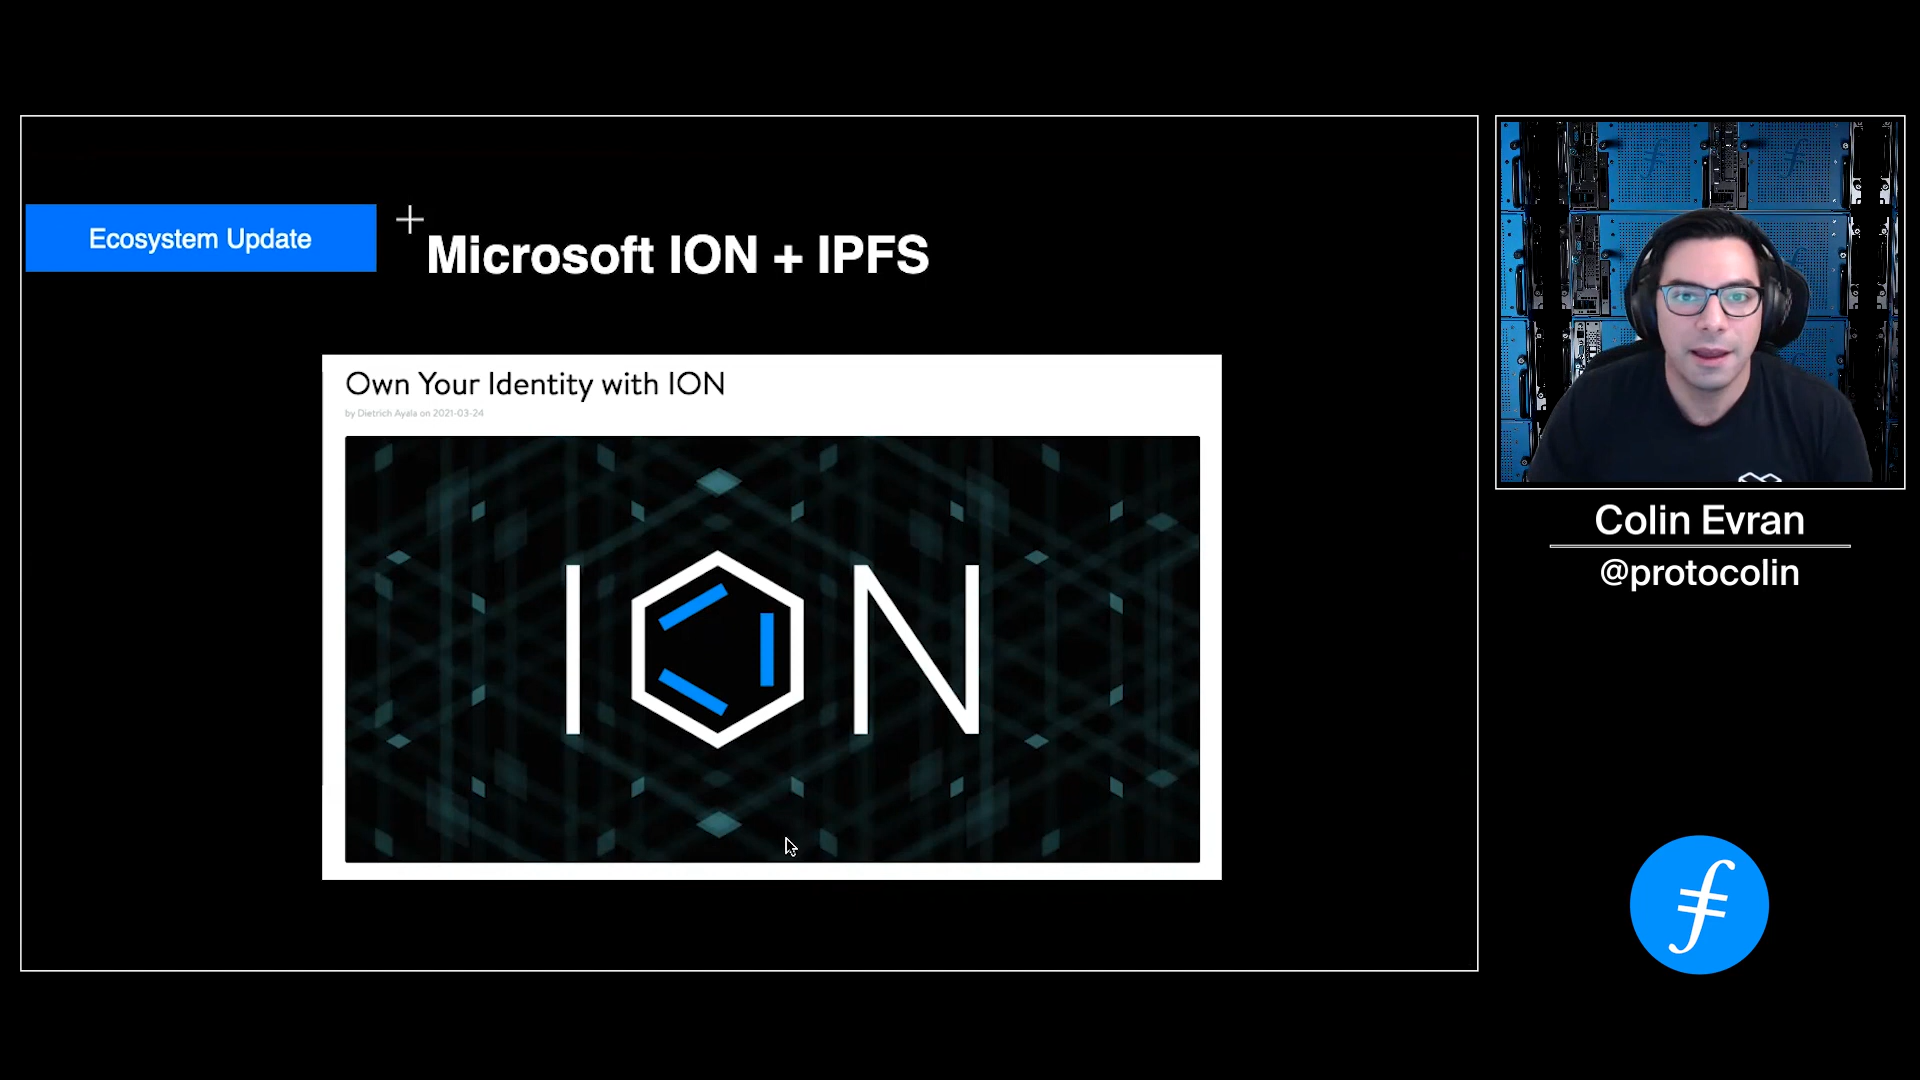 Ecosystem Update
Microsoft ION + IPFS
Own Your Identity with ION
by Dietrich Ayala on 2021-03-24
ION
Colin Evran
@protocolin